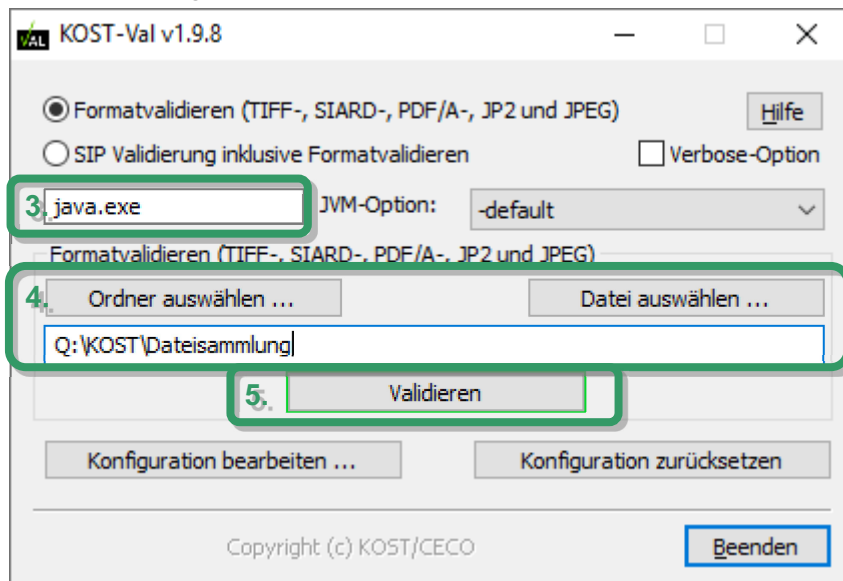 VAL KOST-Val v1.9.8
Formatvalidieren (TIFF-, SIARD-, PDF/A-, JP2 und JPEG) Hilfe
SIP Validierung inklusive Formatvalidieren Verbose-Option
3. java.exe JVM-Option: -default
Formatvalidieren (TIFF-, SIARD-, PDF/A-, JP2 und JPEG)
4. Ordner auswählen ... Datei auswählen ...
Q:\KOST\Dateisammlung
5. Validieren
Konfiguration bearbeiten ... Konfiguration zurücksetzen
Copyright (c) KOST/CECO Beenden